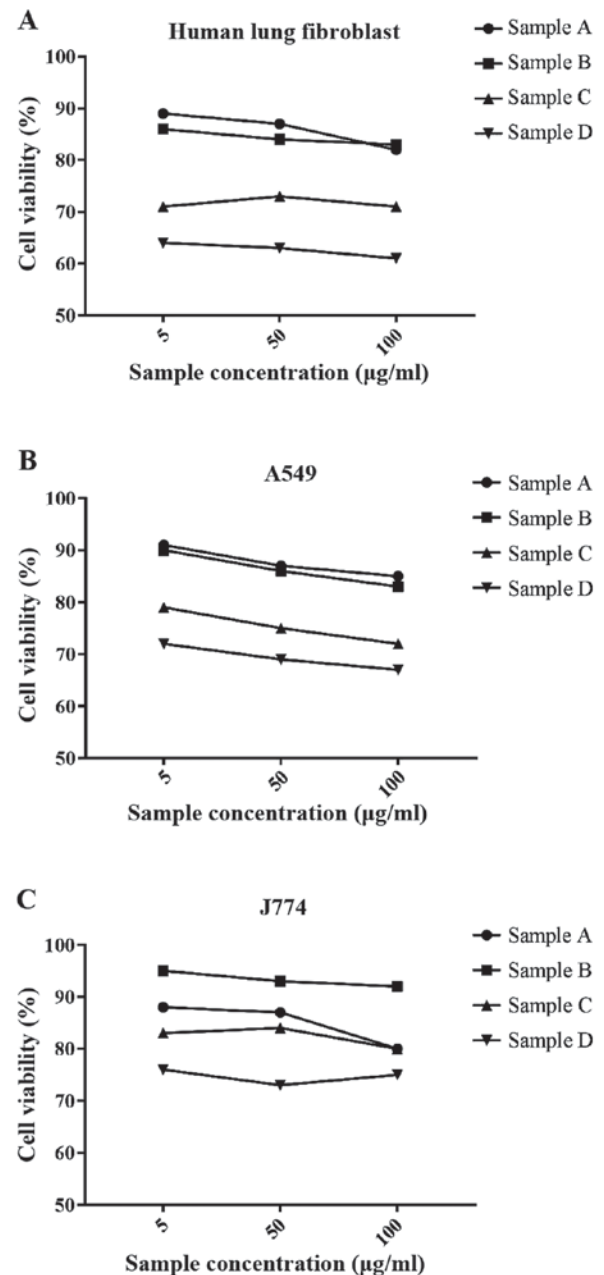 A
Human lung fibroblast
Sample A
Sample B
Sample C
Sample D
Cell viability (%)
100
90
80
70
60
50
5
50
100
Sample concentration (µg/ml)
B
A549
Sample A
Sample B
Sample C
Sample D
Cell viability (%)
100
90
80
70
60
50
5
50
100
Sample concentration (µg/ml)
C
J774
Sample A
Sample B
Sample C
Sample D
Cell viability (%)
100
90
80
70
60
50
5
50
100
Sample concentration (µg/ml)